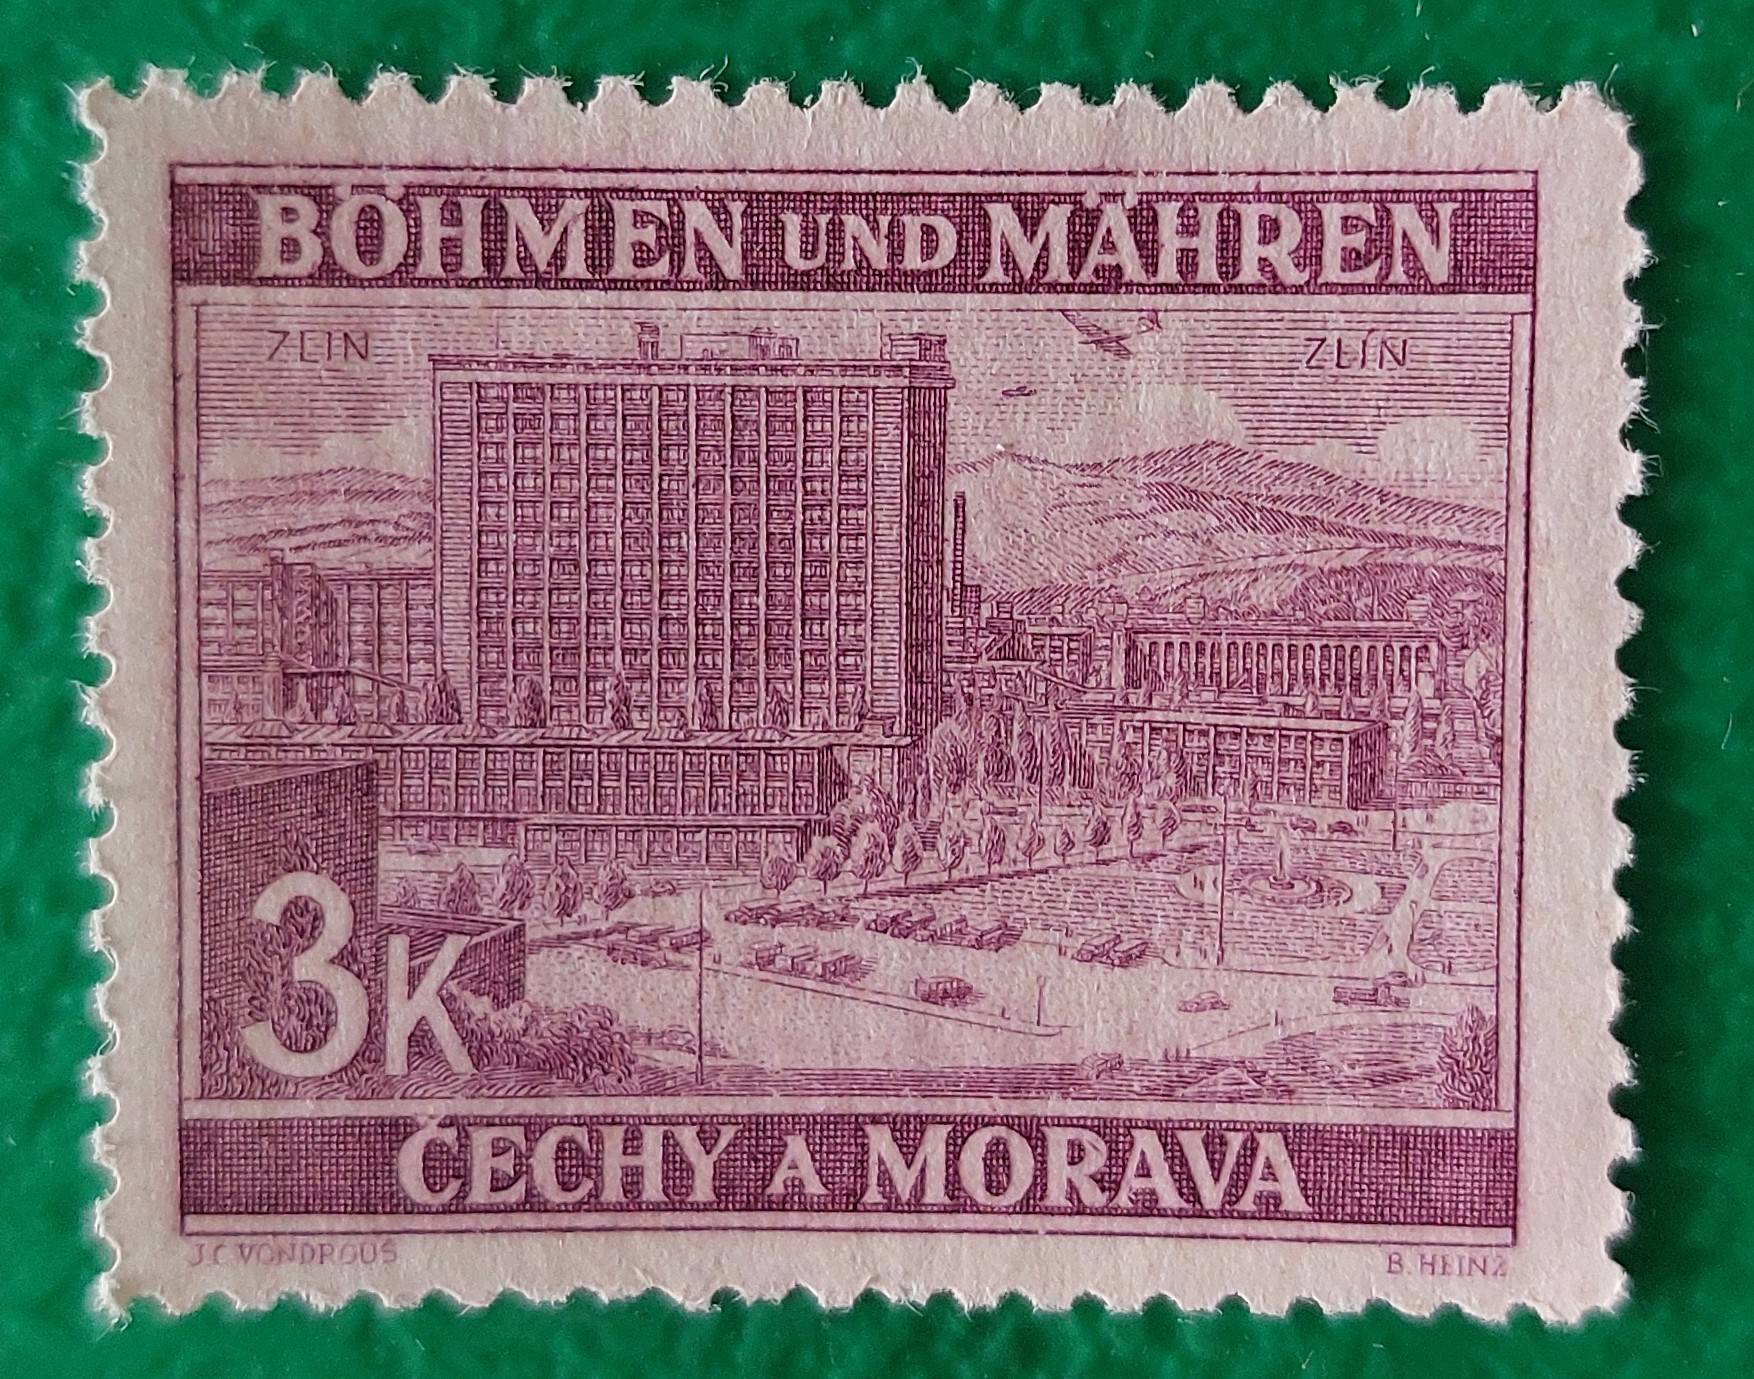 BÖHMEN UND MÄHREN
ZLIN ZLÍN
3K
ČECHY A MORAVA
J.C. VONDROUŠ B. HEINZ